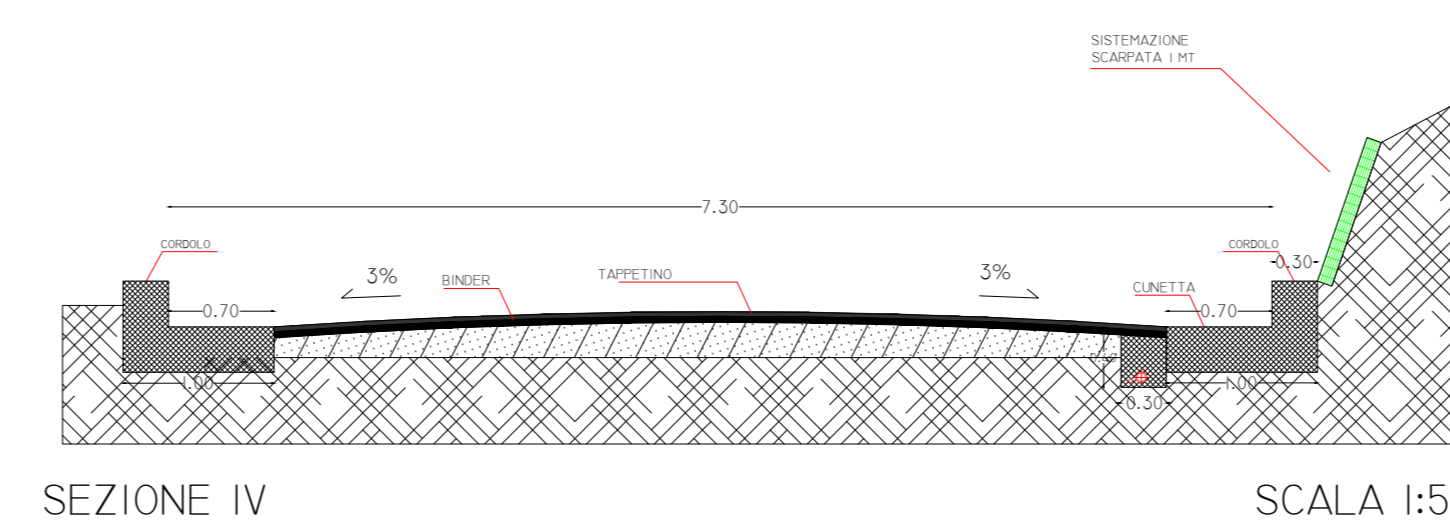 SISTEMAZIONE
SCARPATA 1 MT
7.30
CORDOLO
CORDOLO
0.30
3%
BINDER
TAPPETINO
3%
CUNETTA
0.70
0.70
1.00
1.00
0.30
SEZIONE IV
SCALA 1:5